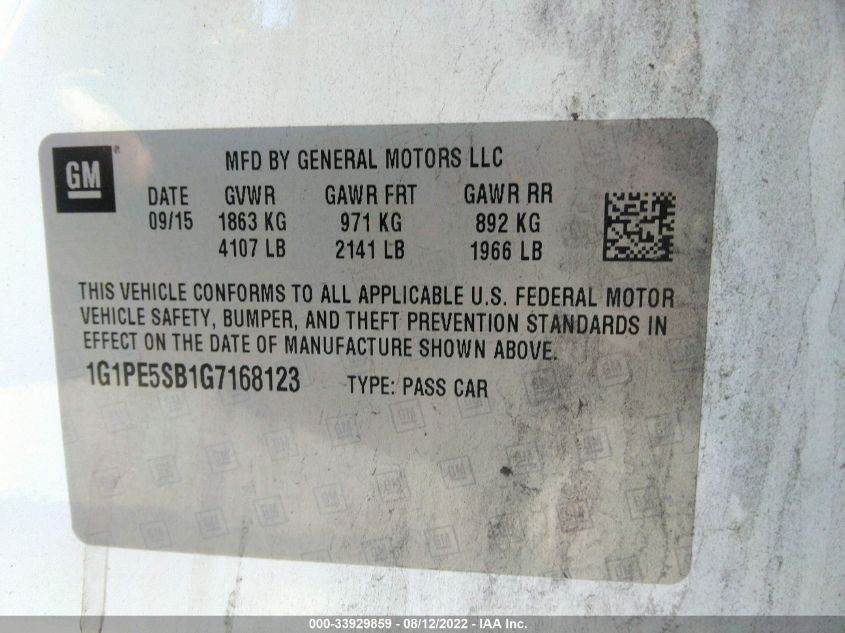 GM
MFD BY GENERAL MOTORS LLC
DATE GVWR GAWR FRT GAWR RR
09/15 1863 KG 971 KG 892 KG
4107 LB 2141 LB 1966 LB
THIS VEHICLE CONFORMS TO ALL APPLICABLE U.S. FEDERAL MOTOR
VEHICLE SAFETY, BUMPER, AND THEFT PREVENTION STANDARDS IN
EFFECT ON THE DATE OF MANUFACTURE SHOWN ABOVE.
1G1PE5SB1G7168123 TYPE: PASS CAR
000-33929859 - 08/12/2022 - IAA Inc.